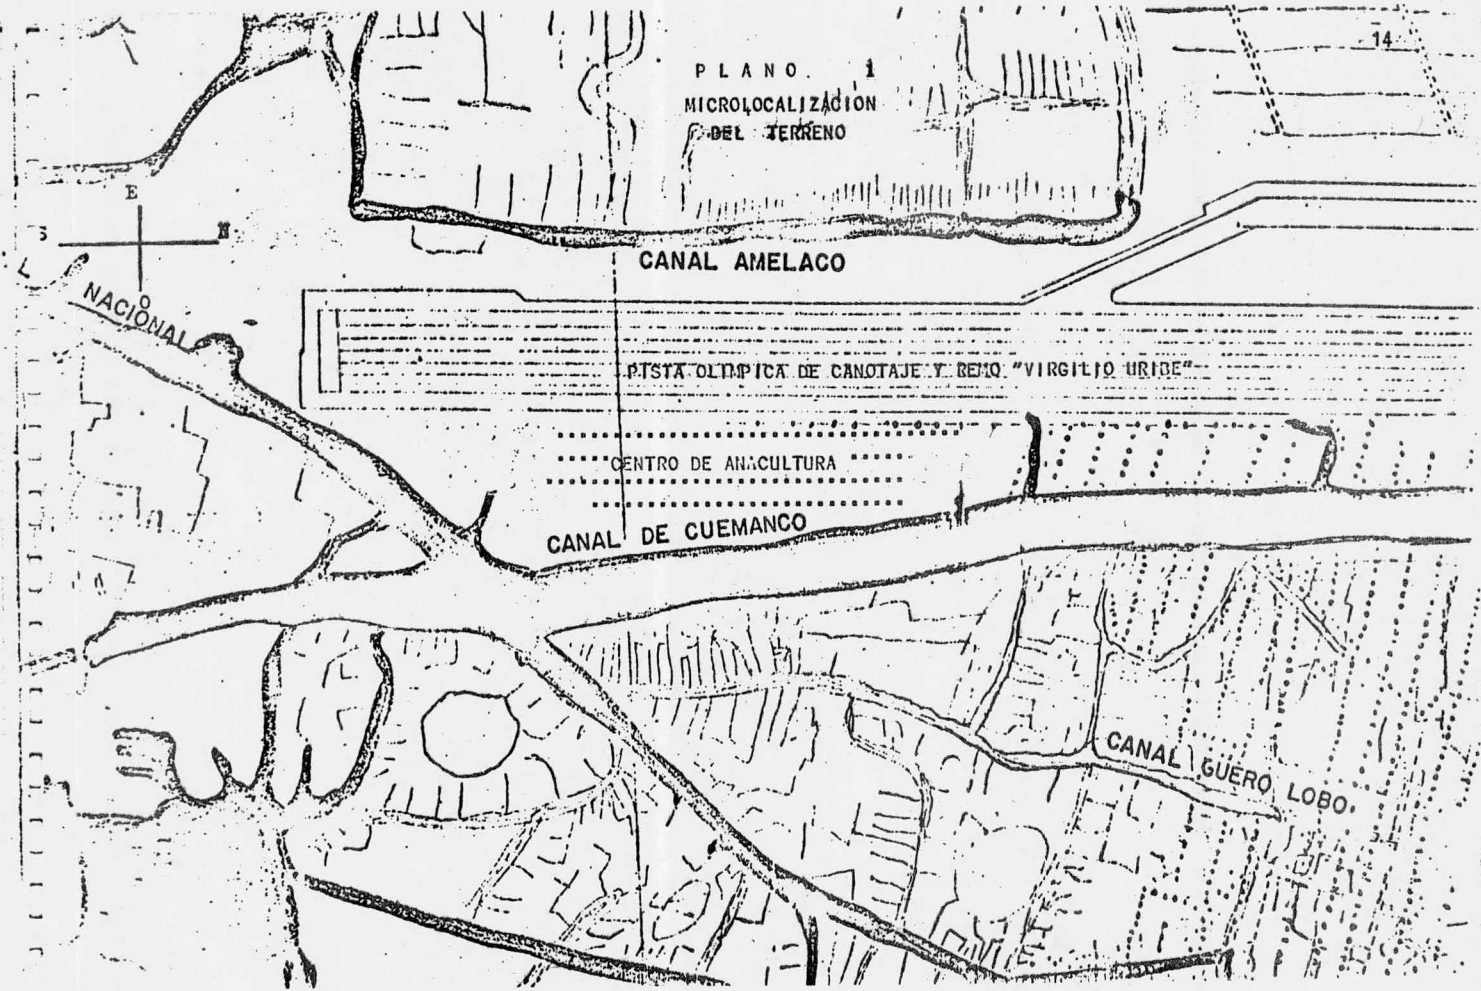 14
PLANO. 1
MICROLOCALIZACION
DEL TERRENO
E
S N
O
NACIONAL
CANAL AMELACO
PISTA OLIMPICA DE CANOTAJE Y REMO "VIRGILIO URIBE"
CENTRO DE ANACULTURA
CANAL DE CUEMANCO
CANAL GUERO LOBO